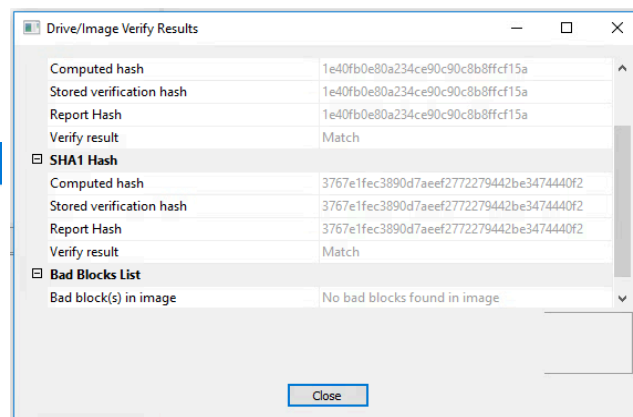 Drive/Image Verify Results
Computed hash 1e40fb0e80a234ce90c90c8b8ffcf15a
Stored verification hash 1e40fb0e80a234ce90c90c8b8ffcf15a
Report Hash 1e40fb0e80a234ce90c90c8b8ffcf15a
Verify result Match
SHA1 Hash
Computed hash 3767e1fec3890d7aeef2772279442be3474440f2
Stored verification hash 3767e1fec3890d7aeef2772279442be3474440f2
Report Hash 3767e1fec3890d7aeef2772279442be3474440f2
Verify result Match
Bad Blocks List
Bad block(s) in image No bad blocks found in image
Close